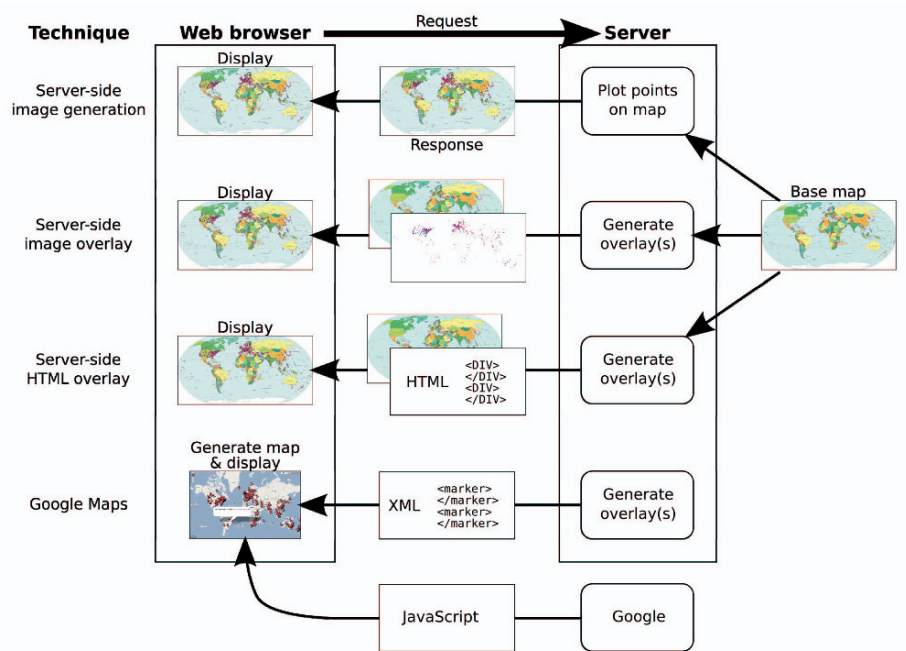 Request
Technique
Web browser
Server
Display
Server-side
image generation
Plot points
on map
Response
Base map
Display
Server-side
image overlay
Generate
overlay(s)
Display
Server-side
HTML overlay
HTML
<DIV>
</DIV>
<DIV>
</DIV>
Generate
overlay(s)
Generate map
& display
Google Maps
XML
<marker>
</marker>
<marker>
</marker>
Generate
overlay(s)
JavaScript
Google